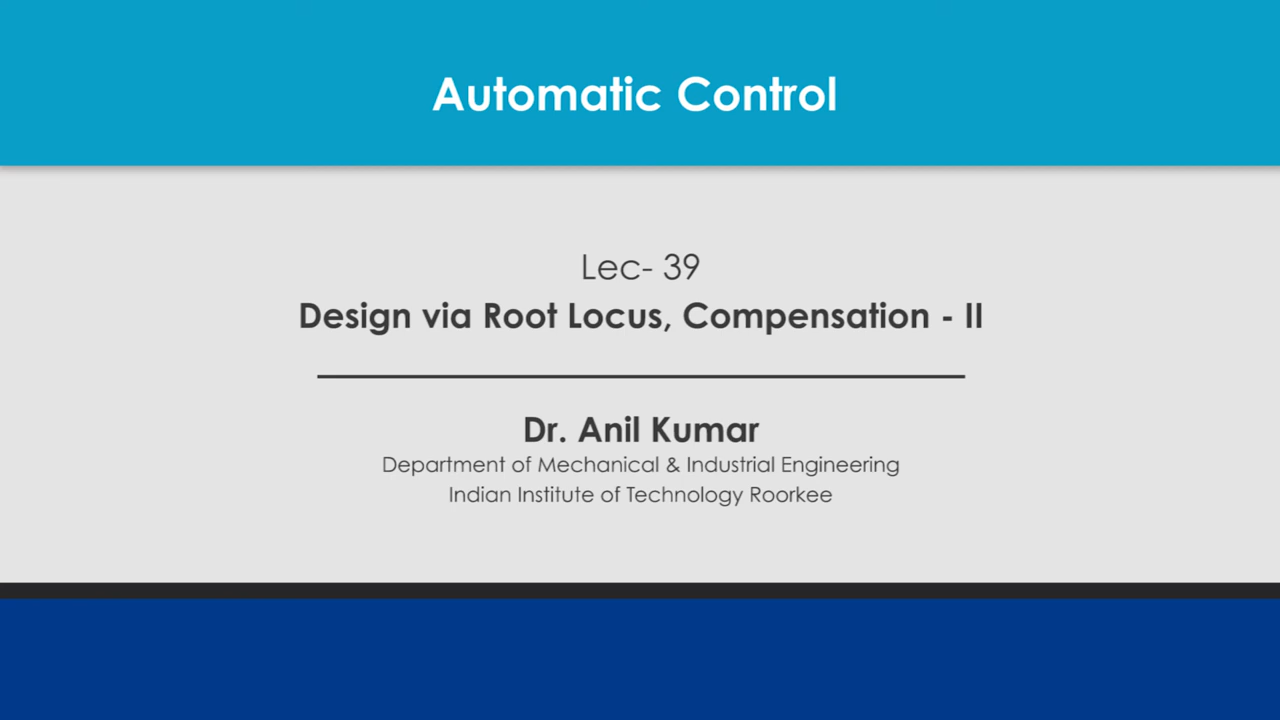 Automatic Control
Lec- 39
Design via Root Locus, Compensation - II
Dr. Anil Kumar
Department of Mechanical & Industrial Engineering
Indian Institute of Technology Roorkee